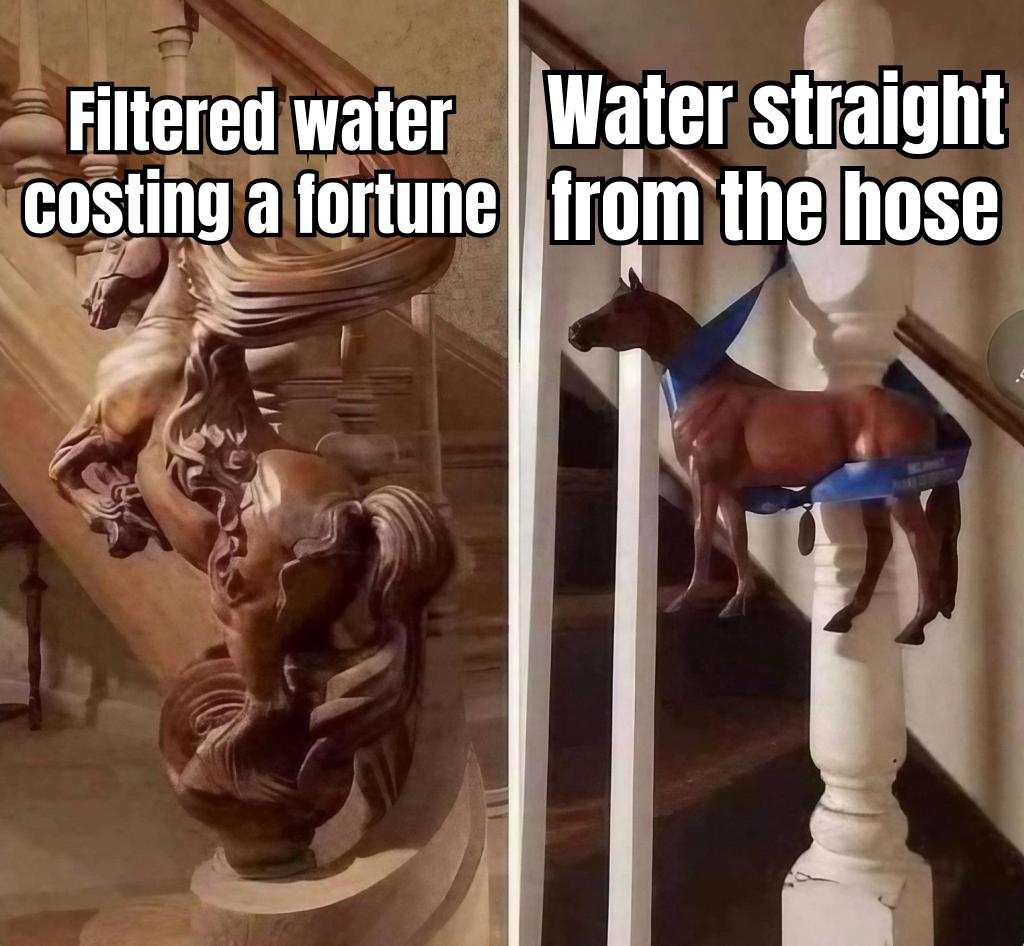 Filtered water
costing a fortune
Water straight
from the hose